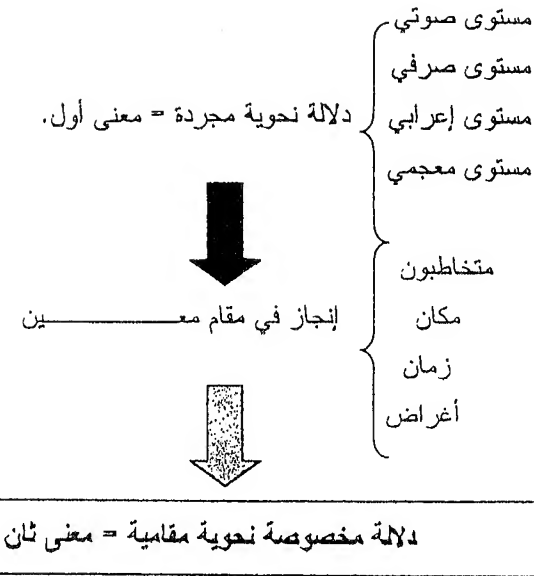 مستوى صوتي
مستوى صرفي
دلالة نحوية مجردة = معنى أول.
مستوى إعرابي
مستوى معجمي
متخاطبون
إنجاز في مقام معـــــــــــين
مكان
زمان
أغراض
دلالة مخصوصة نحوية مقامية = معنى ثان